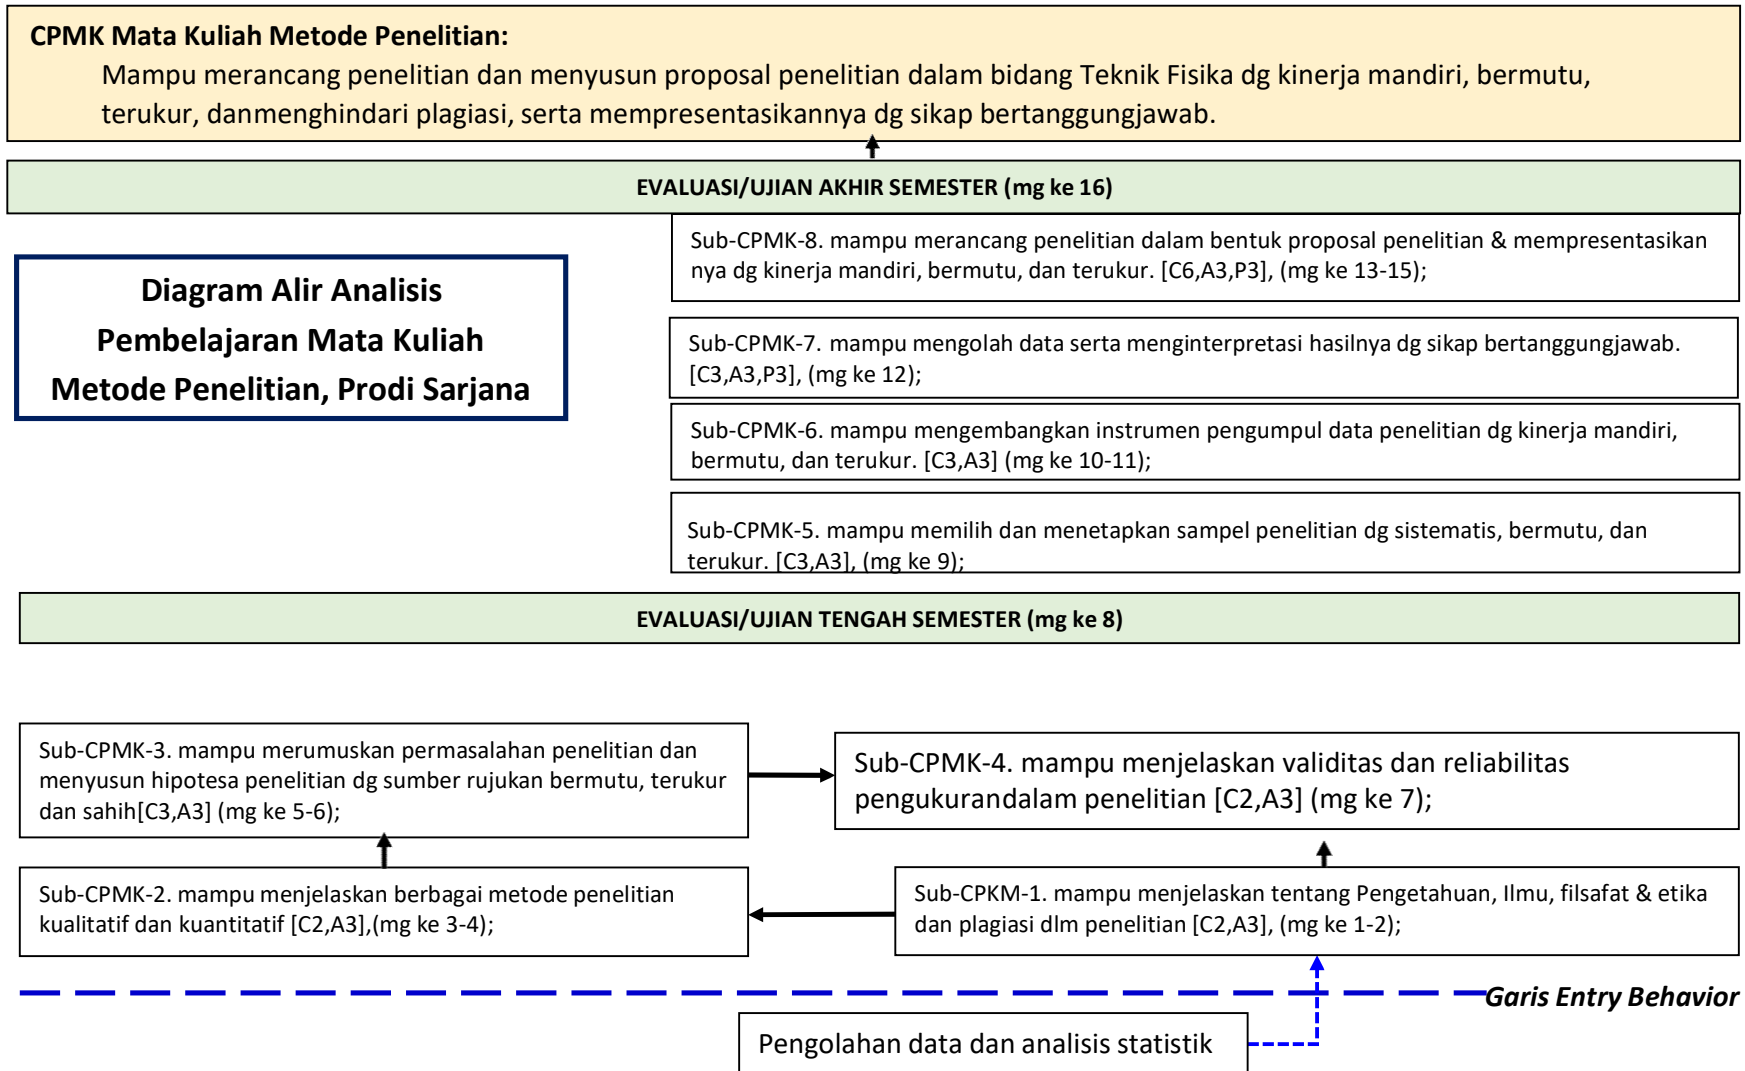 CPMK Mata Kuliah Metode Penelitian:
Mampu merancang penelitian dan menyusun proposal penelitian dalam bidang Teknik Fisika dg kinerja mandiri, bermutu,
terukur, danmenghindari plagiasi, serta mempresentasikannya dg sikap bertanggungjawab.
EVALUASI/UJIAN AKHIR SEMESTER (mg ke 16)
Sub-CPMK-8. mampu merancang penelitian dalam bentuk proposal penelitian & mempresentasikan
nya dg kinerja mandiri, bermutu, dan terukur. [C6,A3,P3], (mg ke 13-15);
Diagram Alir Analisis
Pembelajaran Mata Kuliah
Metode Penelitian, Prodi Sarjana
Sub-CPMK-7. mampu mengolah data serta menginterpretasi hasilnya dg sikap bertanggungjawab.
[C3,A3,P3], (mg ke 12);
Sub-CPMK-6. mampu mengembangkan instrumen pengumpul data penelitian dg kinerja mandiri,
bermutu, dan terukur. [C3,A3] (mg ke 10-11);
Sub-CPMK-5. mampu memilih dan menetapkan sampel penelitian dg sistematis, bermutu, dan
terukur. [C3,A3], (mg ke 9);
EVALUASI/UJIAN TENGAH SEMESTER (mg ke 8)
Sub-CPMK-3. mampu merumuskan permasalahan penelitian dan
menyusun hipotesa penelitian dg sumber rujukan bermutu, terukur
dan sahih[C3,A3] (mg ke 5-6);
Sub-CPMK-4. mampu menjelaskan validitas dan reliabilitas
pengukurandalam penelitian [C2,A3] (mg ke 7);
Sub-CPMK-2. mampu menjelaskan berbagai metode penelitian
kualitatif dan kuantitatif [C2,A3],(mg ke 3-4);
Sub-CPKM-1. mampu menjelaskan tentang Pengetahuan, Ilmu, filsafat & etika
dan plagiasi dlm penelitian [C2,A3], (mg ke 1-2);
Garis Entry Behavior
Pengolahan data dan analisis statistik